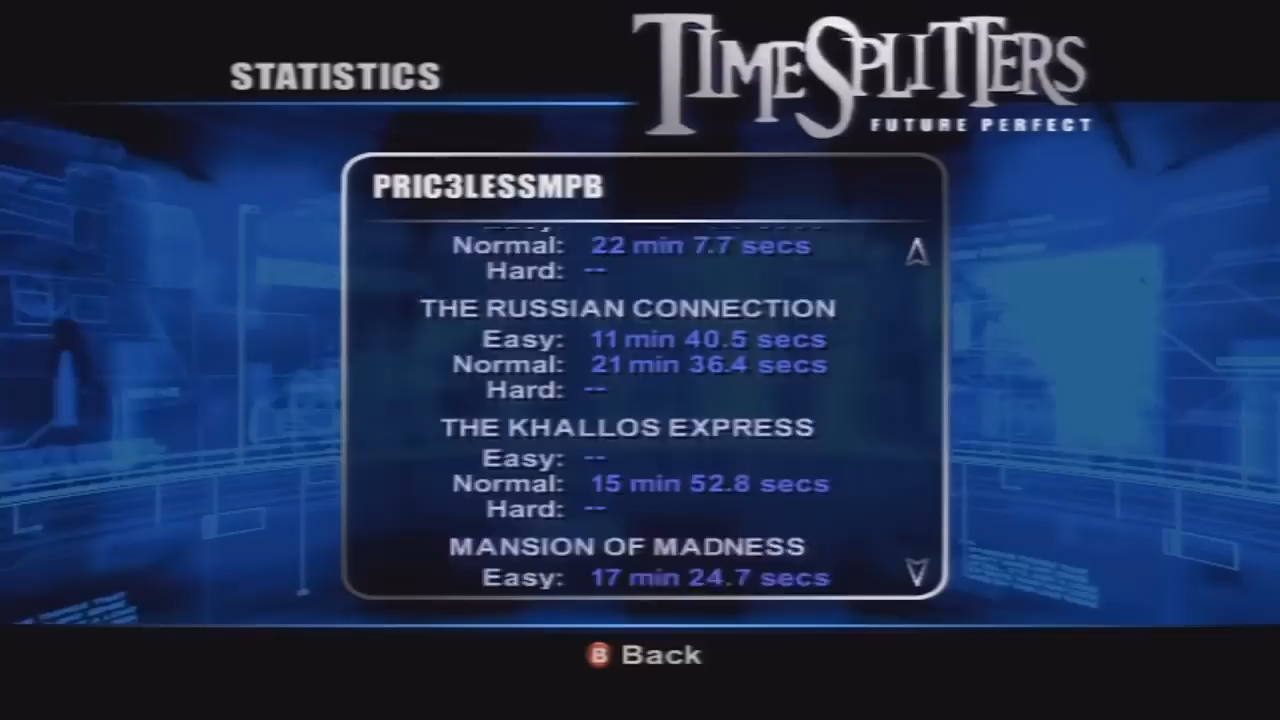 STATISTICS
TIMESPLITTERS
FUTURE PERFECT
PRIC3LESSMPB
Normal: 22 min 7.7 secs
Hard: --
THE RUSSIAN CONNECTION
Easy: 11 min 40.5 secs
Normal: 21 min 36.4 secs
Hard: --
THE KHALLOS EXPRESS
Easy: --
Normal: 15 min 52.8 secs
Hard: --
MANSION OF MADNESS
Easy: 17 min 24.7 secs
B Back